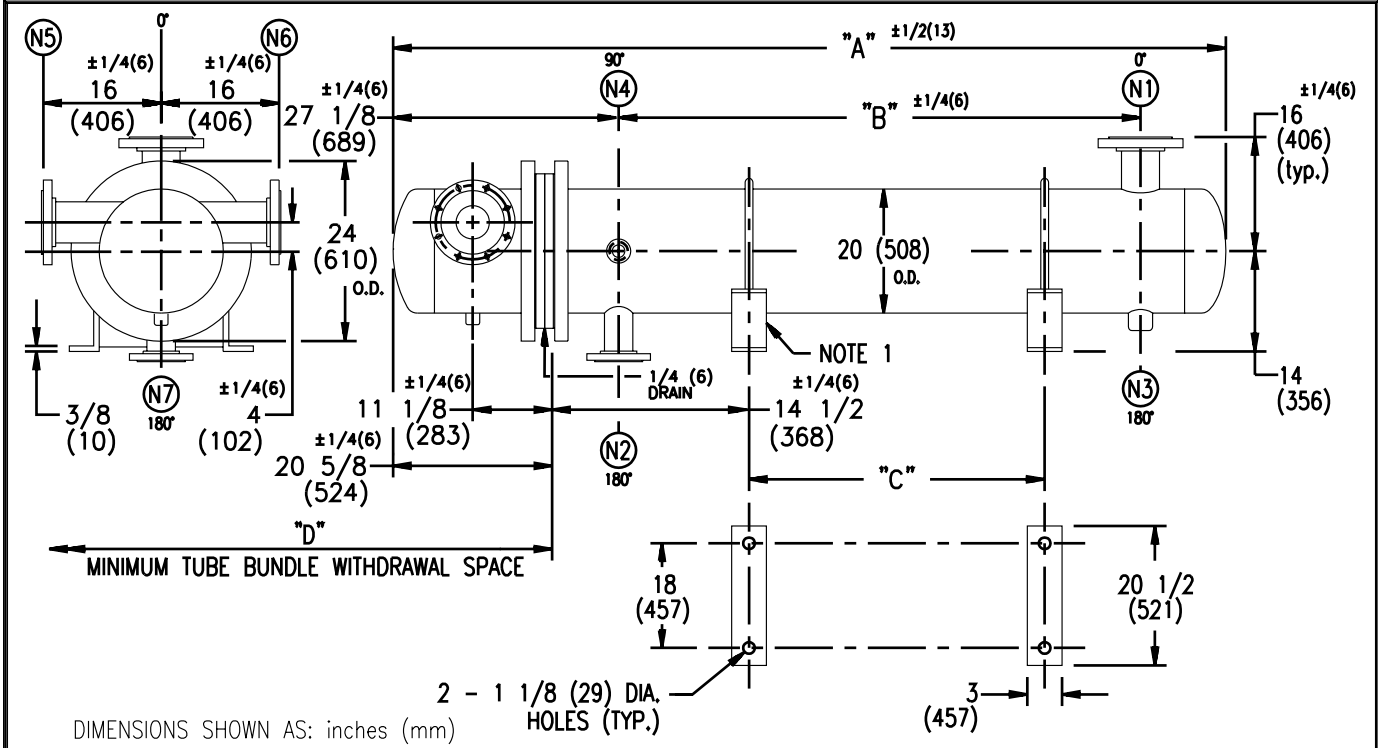 N5
0°
N6
±1/4(6)
±1/4(6)
16
(406)
16
(406)
±1/4(6)
27 1/8
(689)
90°
N4
"A" ±1/2(13)
"B" ±1/4(6)
0°
N1
±1/4(6)
16
(406)
(typ.)
24
(610)
O.D.
20 (508)
O.D.
NOTE 1
14
(356)
N3
180°
3/8
(10)
N7
180°
±1/4(6)
4
(102)
±1/4(6)
11 1/8
(283)
1/4 (6)
DRAIN
±1/4(6)
14 1/2
(368)
±1/4(6)
20 5/8
(524)
N2
180°
"C"
"D"
MINIMUM TUBE BUNDLE WITHDRAWAL SPACE
18
(457)
20 1/2
(521)
2 - 1 1/8 (29) DIA.
HOLES (TYP.)
3
(457)
DIMENSIONS SHOWN AS: inches (mm)